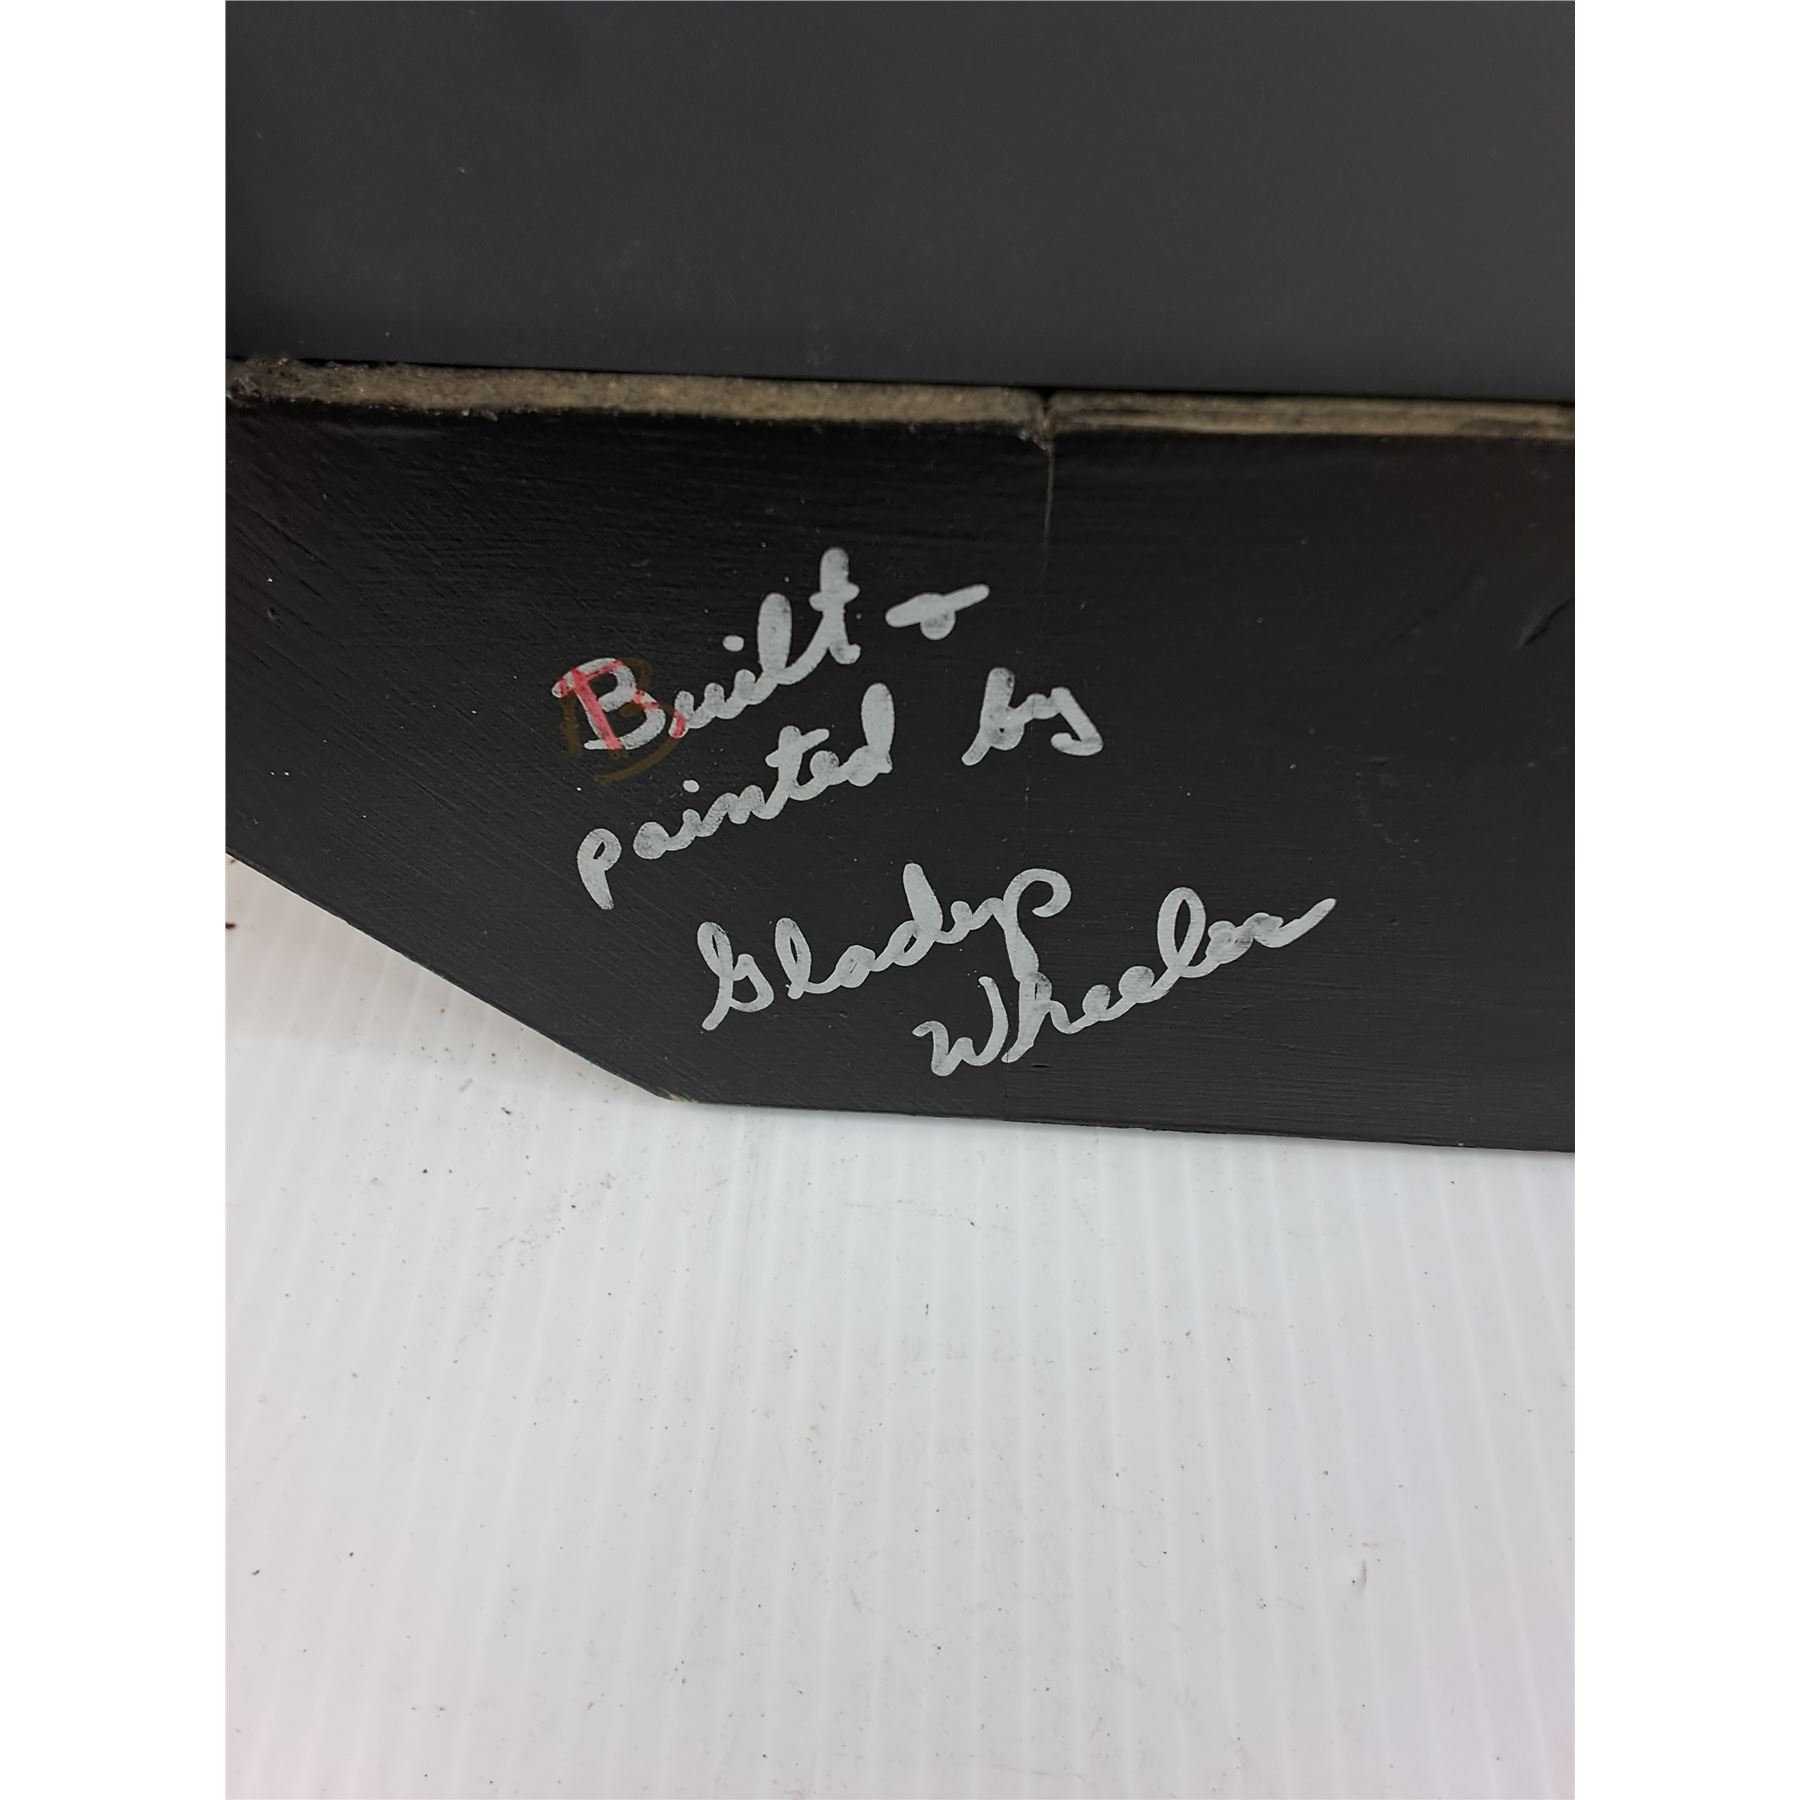 Built -
painted by
Gladys
Wheeler